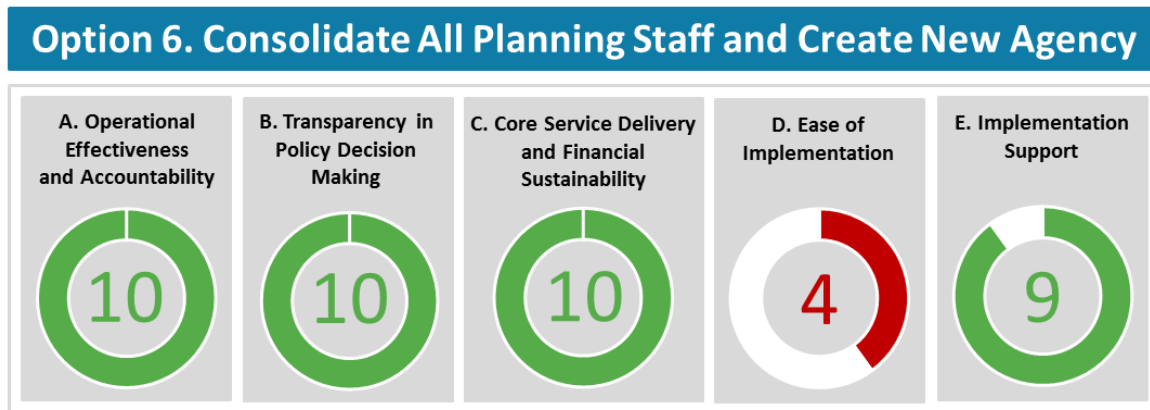 Option 6. Consolidate All Planning Staff and Create New Agency
A. Operational
Effectiveness
and Accountability
10
B. Transparency in
Policy Decision
Making
10
C. Core Service Delivery
and Financial
Sustainability
10
D. Ease of
Implementation
4
E. Implementation
Support
9